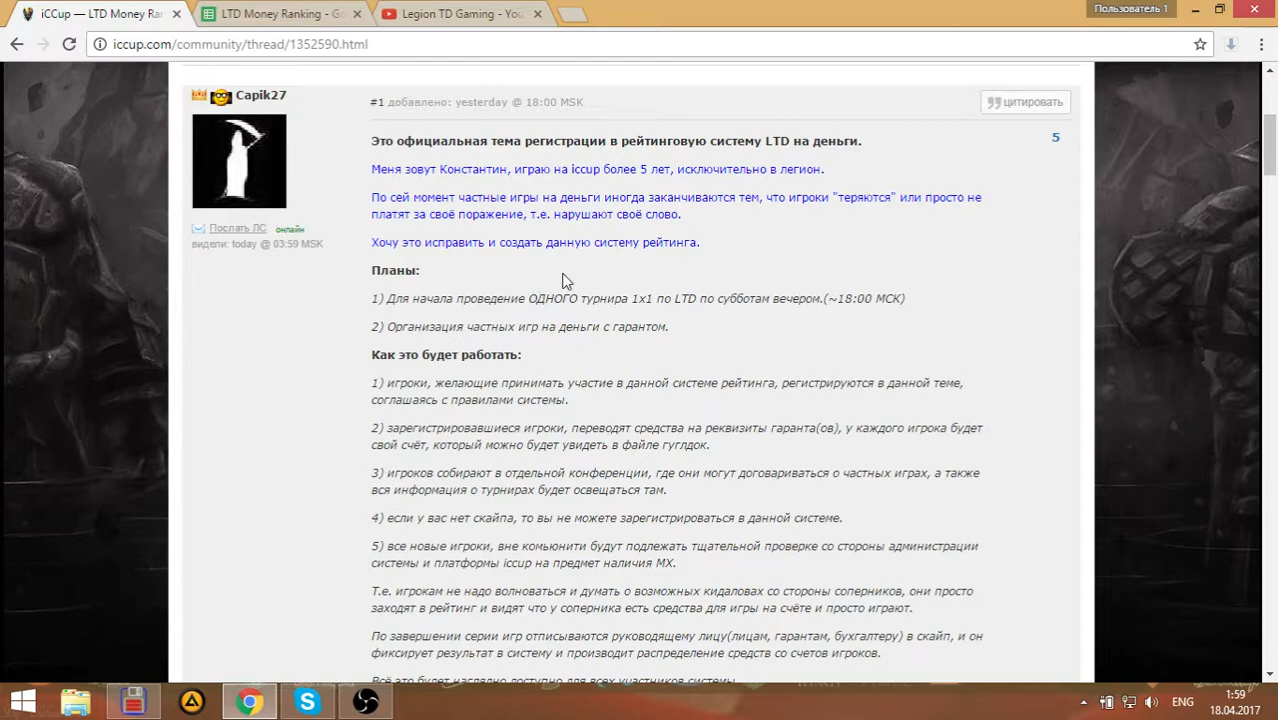 iCCup — LTD Money Ra
LTD Money Ranking - Go
Legion TD Gaming - You
Пользователь 1
iccup.com/community/thread/1352590.html
Capik27
#1 добавлено: yesterday @ 18:00 MSK
цитировать
Это официальная тема регистрации в рейтинговую систему LTD на деньги.
5
Меня зовут Константин, играю на iccup более 5 лет, исключительно в легион.
По сей момент частные игры на деньги иногда заканчиваются тем, что игроки "теряются" или просто не
платят за своё поражение, т.е. нарушают своё слово.
Послать ЛС онлайн
видели: today @ 03:59 MSK
Хочу это исправить и создать данную систему рейтинга.
Планы:
1) Для начала проведение ОДНОГО турнира 1x1 по LTD по субботам вечером.(~18:00 МСК)
2) Организация частных игр на деньги с гарантом.
Как это будет работать:
1) игроки, желающие принимать участие в данной системе рейтинга, регистрируются в данной теме,
соглашаясь с правилами системы.
2) зарегистрировавшиеся игроки, переводят средства на реквизиты гаранта(ов), у каждого игрока будет
свой счёт, который можно будет увидеть в файле гуглдок.
3) игроков собирают в отдельной конференции, где они могут договариваться о частных играх, а также
вся информация о турнирах будет освещаться там.
4) если у вас нет скайпа, то вы не можете зарегистрироваться в данной системе.
5) все новые игроки, вне комьюнити будут подлежать тщательной проверке со стороны администрации
системы и платформы iccup на предмет наличия MX.
Т.е. игрокам не надо волноваться и думать о возможных кидаловах со стороны соперников, они просто
заходят в рейтинг и видят что у соперника есть средства для игры на счёте и просто играют.
По завершении серии игр отписываются руководящему лицу(лицам, гарантам, бухгалтеру) в скайп, и он
фиксирует результат в систему и производит распределение средств со счетов игроков.
Всё это будет наглядно доступно для всех участников системы.
ENG
1:59
18.04.2017